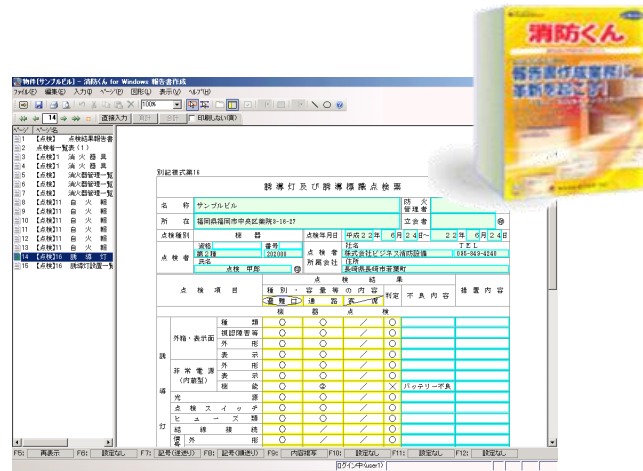 消防くん
報告書作成業務に
革新を起こす!
物件[サンプルビル] - 消防くん for Windows 報告書作成
ファイル(F) 編集(E) 入力(I) ページ(P) 図形(L) 表示(V) ヘルプ(H)
100%
14 直接入力 頁計 合計 印刷しない(頁)
ページ ページ名
1 【点検】 点検結果報告書
2 点検者一覧表(1)
3 【点検】1 消 火 器 具
4 【点検】1 消 火 器 具
5 【点検】 消火器管理一覧
6 【点検】 消火器管理一覧
7 【点検】 消火器管理一覧
8 【点検】11 自 火 報
9 【点検】11 自 火 報
10 【点検】11 自 火 報
11 【点検】11 自 火 報
12 【点検】11 自 火 報
13 【点検】11 自 火 報
14 【点検】16 誘 導 灯
15 【点検】16 誘導灯設置一覧
別記様式第16
誘 導 灯 及 び 誘 導 標 識 点 検 票
名 称 サンプルビル 防 火 管理者
所 在 福岡県福岡市中央区薬院3-16-27 立会者 ㊞
点検種別 機 器 点検年月日 平成22年 6月24日~ 22年 6月24日
点 検 者 資格 第2種 番号 202000 氏名 点検 甲郎 ㊞
点 検 者 所属会社 社名 株式会社ビジネス消防設備 TEL 095-849-4240
住所 長崎県長崎市若葉町
点 検 項 目 点 検 結 果 措 置 内 容
種 別 ・ 容 量 等 の 内 容 判定 不 良 内 容
避 難 口 通 路 客 席
機 器 点 検
誘 導 灯
外箱・表示面 種 類 ○ ○ / ○
視認障害等 ○ ○ / ○
外 形 ○ ○ / ○
表 示 ○ ○ / ○
非 常 電 源 (内蔵型) 外 形 ○ ○ / ○
表 示 ○ ○ / ○
機 能 ○ ② / × バッテリー不良
光 源 ○ ○ / ○
点 検 ス イ ッ チ ○ ○ / ○
ヒ ュ ー ズ 類 ○ ○ / ○
結 線 接 続 ○ ○ / ○
信号 外 形 ○ ○ / ○
F5: 再表示 F6: 設定なし F7: 記号(逆送り) F8: 記号(順送り) F9: 内容複写 F10: 設定なし F11: 設定なし F12: 設定なし
ログイン中(user1)